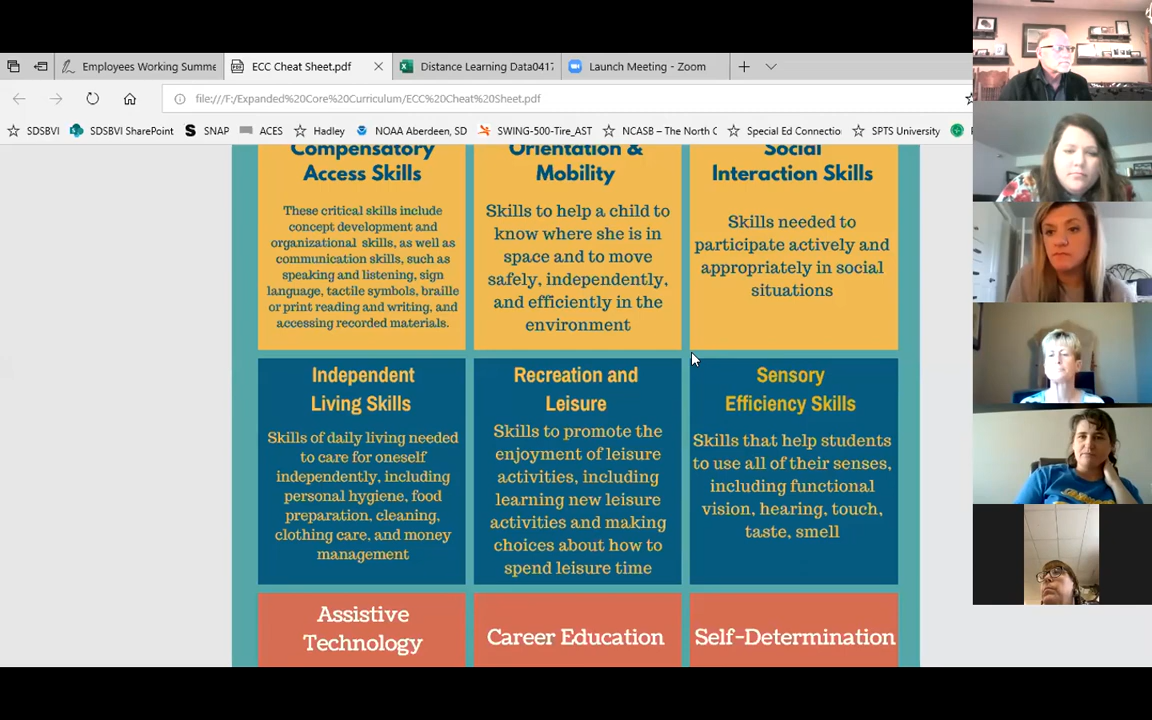 Employees Working Summe
ECC Cheat Sheet.pdf
Distance Learning Data0417
Launch Meeting - Zoom
file:///F:/Expanded%20Core%20Curriculum/ECC%20Cheat%20Sheet.pdf
SDSBVI
SDSBVI SharePoint
SNAP
ACES
Hadley
NOAA Aberdeen, SD
SWING-500-Tire_AST
NCASB – The North C
Special Ed Connectio
SPTS University
Compensatory
Access Skills
These critical skills include
concept development and
organizational skills, as well as
communication skills, such as
speaking and listening, sign
language, tactile symbols, braille
or print reading and writing, and
accessing recorded materials.
Orientation &
Mobility
Skills to help a child to
know where she is in
space and to move
safely, independently,
and efficiently in the
environment
Social
Interaction Skills
Skills needed to
participate actively and
appropriately in social
situations
Independent
Living Skills
Skills of daily living needed
to care for oneself
independently, including
personal hygiene, food
preparation, cleaning,
clothing care, and money
management
Recreation and
Leisure
Skills to promote the
enjoyment of leisure
activities, including
learning new leisure
activities and making
choices about how to
spend leisure time
Sensory
Efficiency Skills
Skills that help students
to use all of their senses,
including functional
vision, hearing, touch,
taste, smell
Assistive
Technology
Career Education
Self-Determination